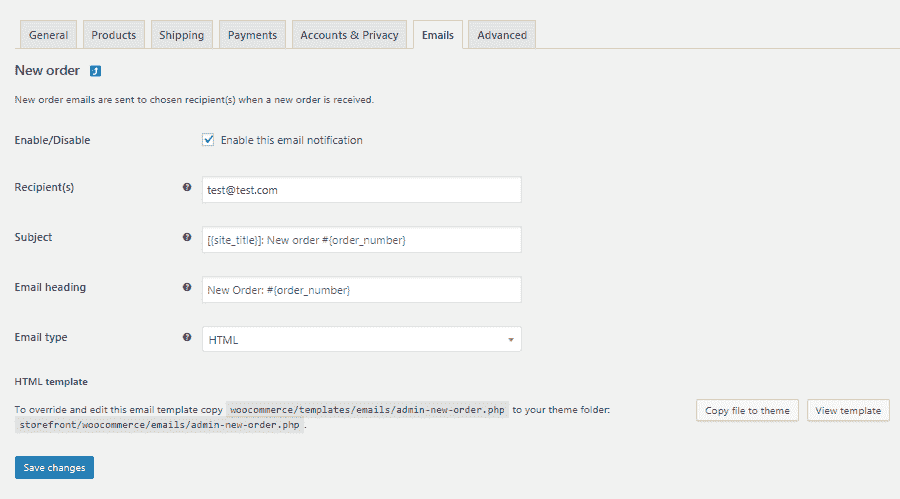 General Products Shipping Payments Accounts & Privacy Emails Advanced
New order
New order emails are sent to chosen recipient(s) when a new order is received.
Enable/Disable Enable this email notification
Recipient(s) test@test.com
Subject [{site_title}]: New order #{order_number}
Email heading New Order: #{order_number}
Email type HTML
HTML template
To override and edit this email template copy woocommerce/templates/emails/admin-new-order.php to your theme folder: Copy file to theme View template
storefront/woocommerce/emails/admin-new-order.php.
Save changes